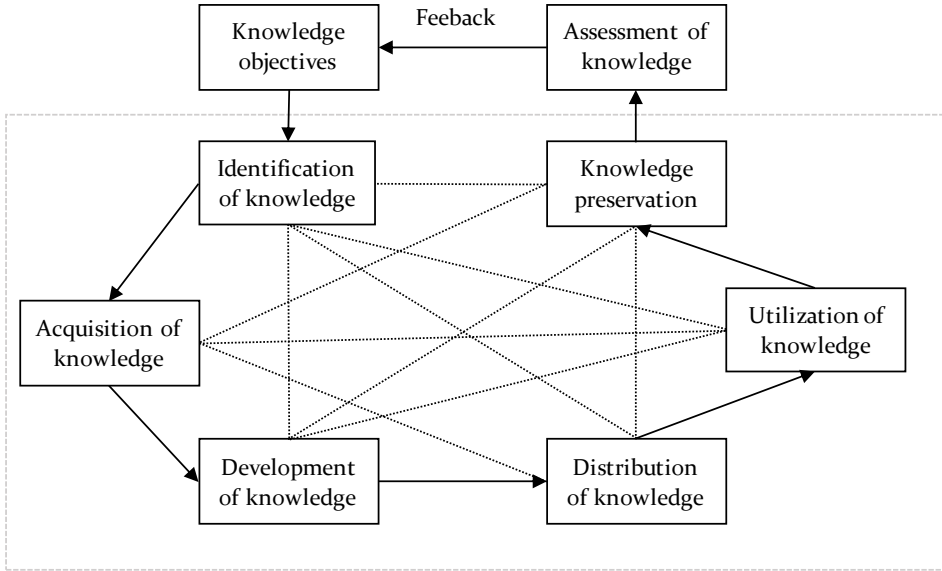 Knowledge
objectives
Feeback
Assessment of
knowledge
Identification
of knowledge
Knowledge
preservation
Acquisition of
knowledge
Utilization of
knowledge
Development
of knowledge
Distribution
of knowledge